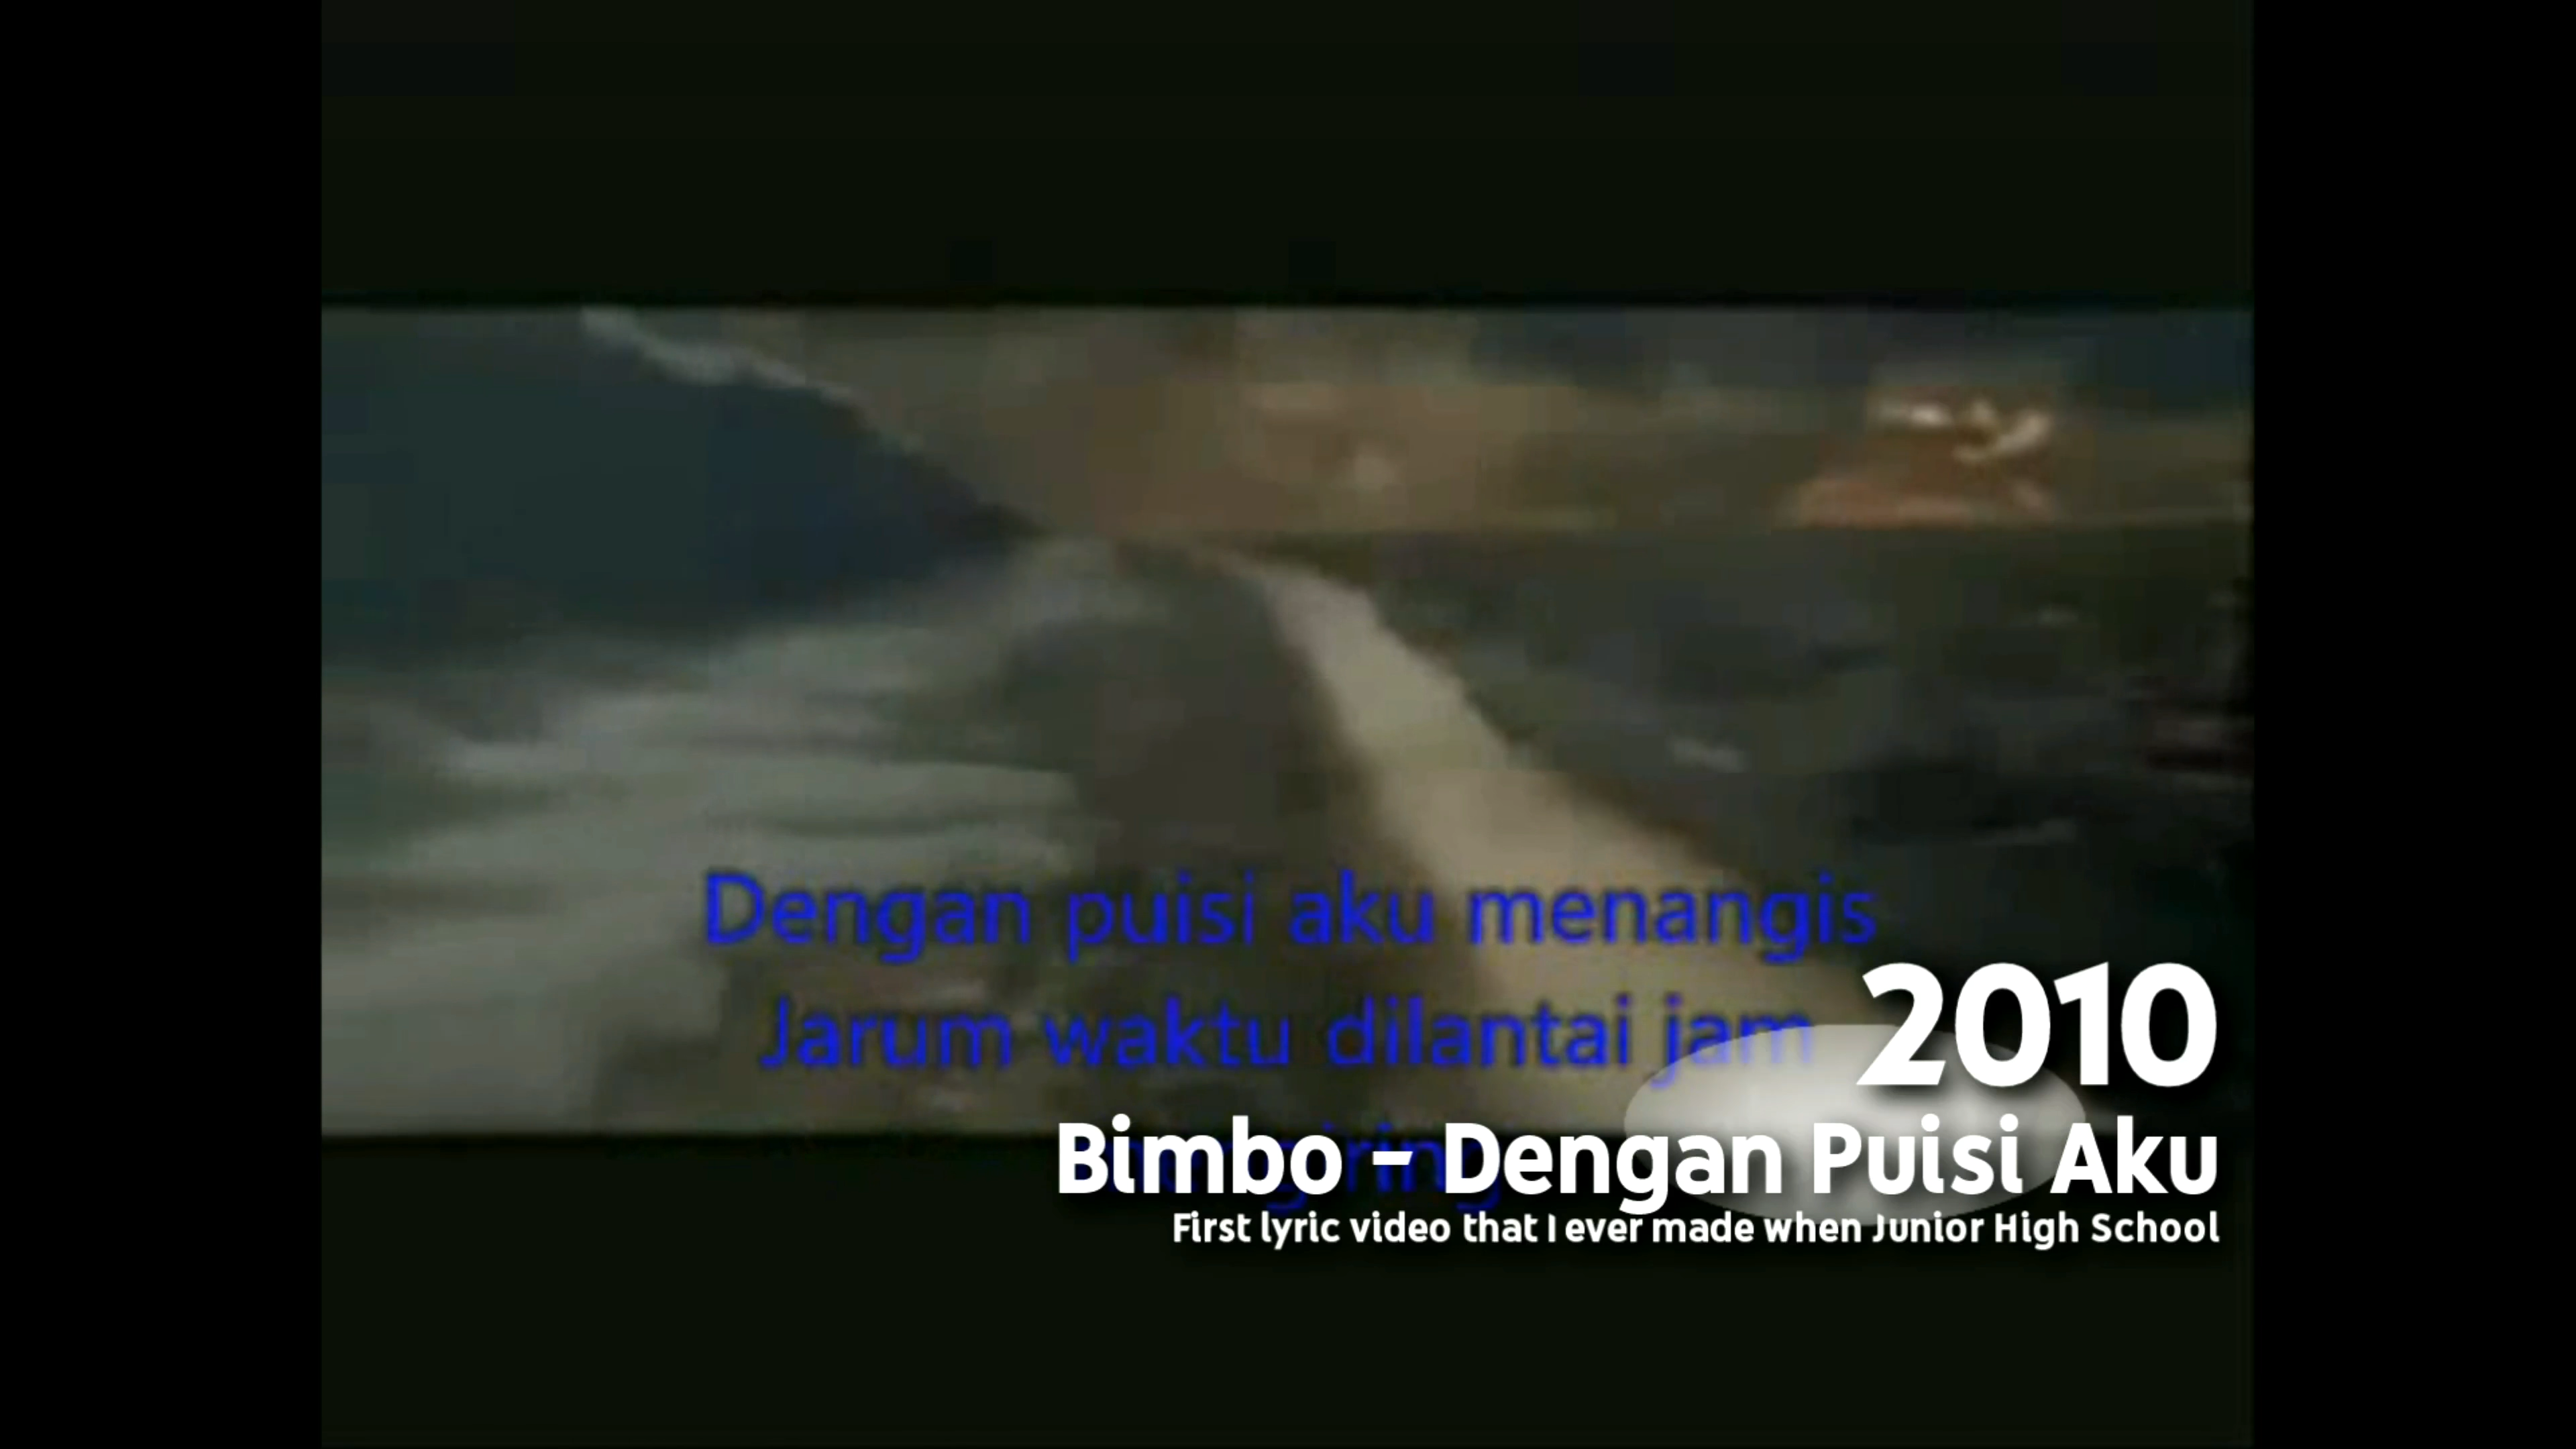 Dengan puisi aku menangis
Jarum waktu dilantai jam
2010
Bimbo - Dengan Puisi Aku
First lyric video that I ever made when Junior High School